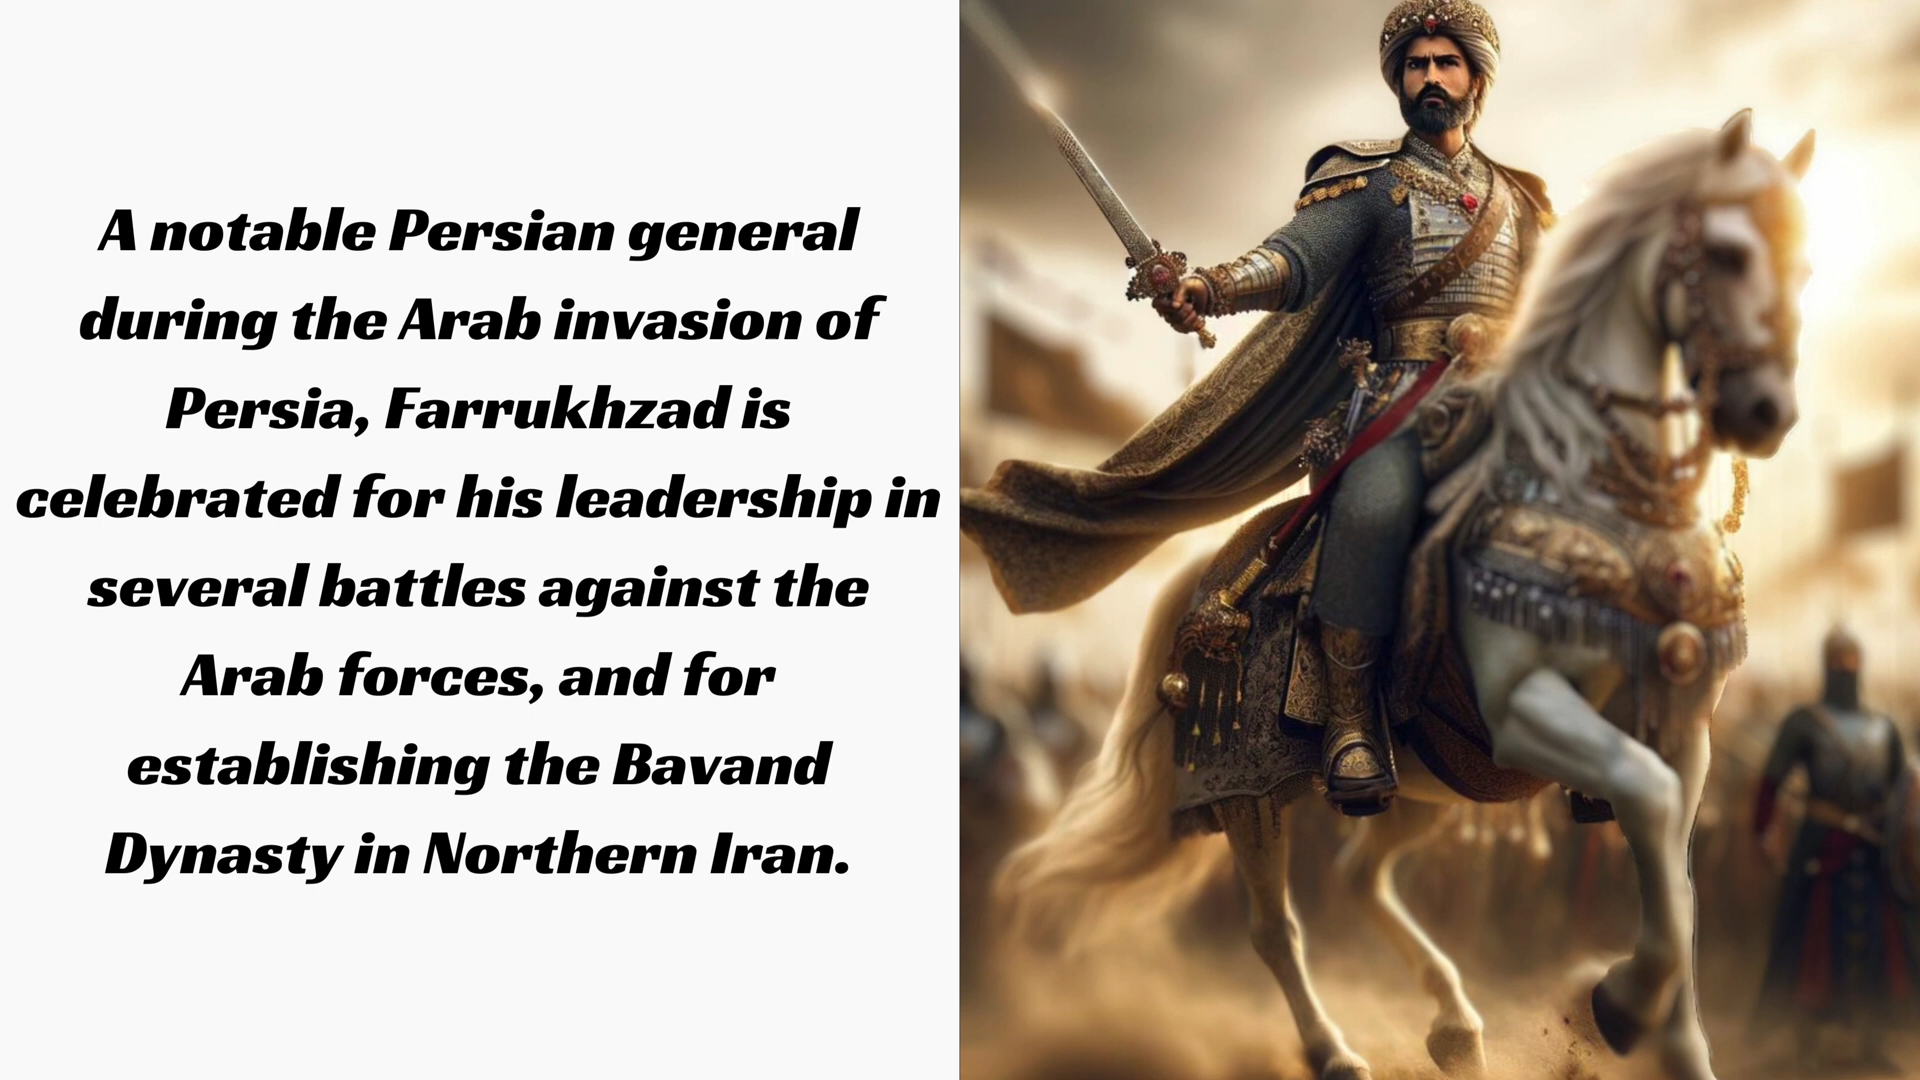 A notable Persian general
during the Arab invasion of
Persia, Farrukhzad is
celebrated for his leadership in
several battles against the
Arab forces, and for
establishing the Bavand
Dynasty in Northern Iran.